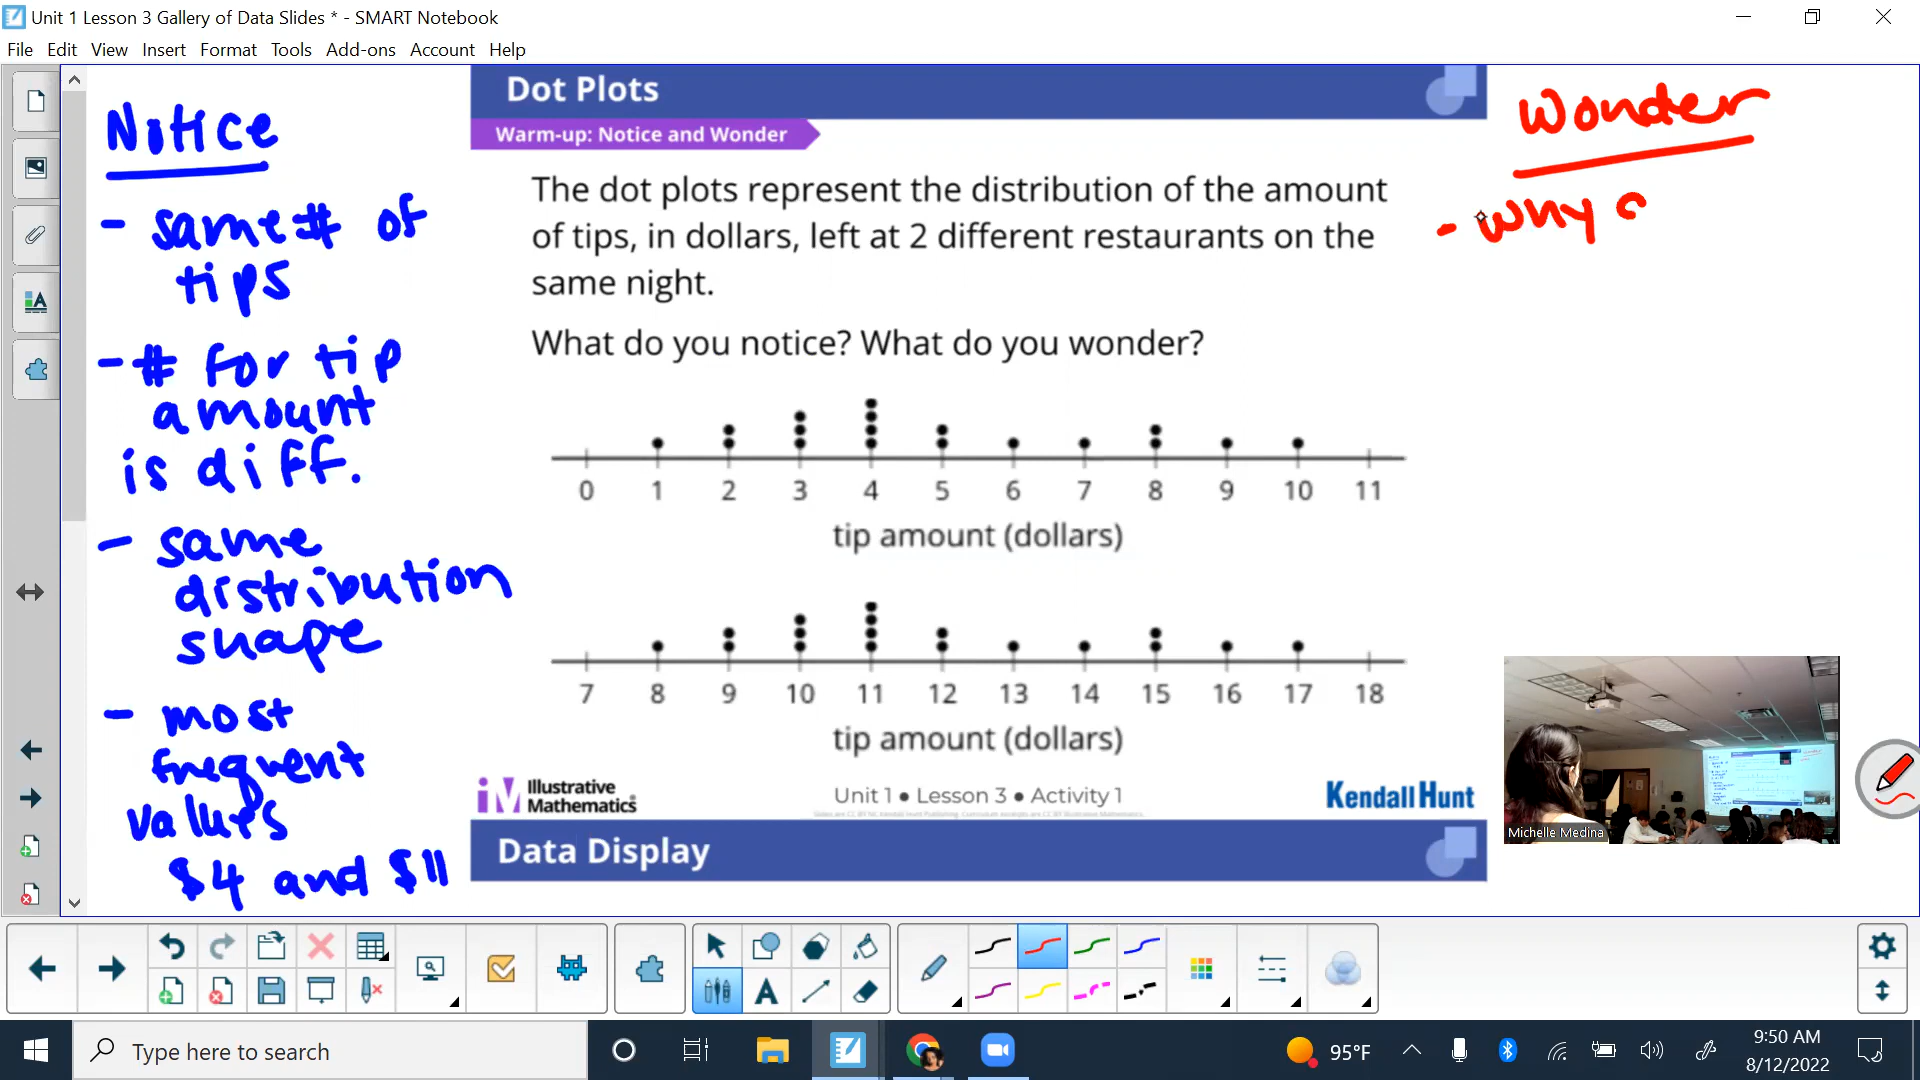 Unit 1 Lesson 3 Gallery of Data Slides * - SMART Notebook
File Edit View Insert Format Tools Add-ons Account Help
Notice
- same # of
tips
- # for tip
amount
is diff.
- same
distribution
shape
- most
frequent
values
$4 and $11
Dot Plots
Warm-up: Notice and Wonder
The dot plots represent the distribution of the amount
of tips, in dollars, left at 2 different restaurants on the
same night.
What do you notice? What do you wonder?
0 1 2 3 4 5 6 7 8 9 10 11
tip amount (dollars)
7 8 9 10 11 12 13 14 15 16 17 18
tip amount (dollars)
Illustrative
Mathematics
Unit 1 • Lesson 3 • Activity 1
Kendall Hunt
Data Display
Wonder
- why
Michelle Medina
Type here to search
95°F
9:50 AM
8/12/2022